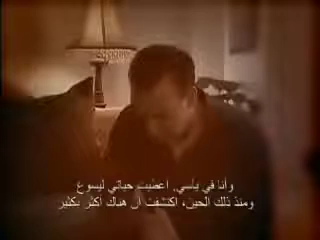 وأنا في يأسي, أعطيت حياتي ليسوع
ومنذ ذلك الحين، اكتشفت أن هناك أكثر بكثير